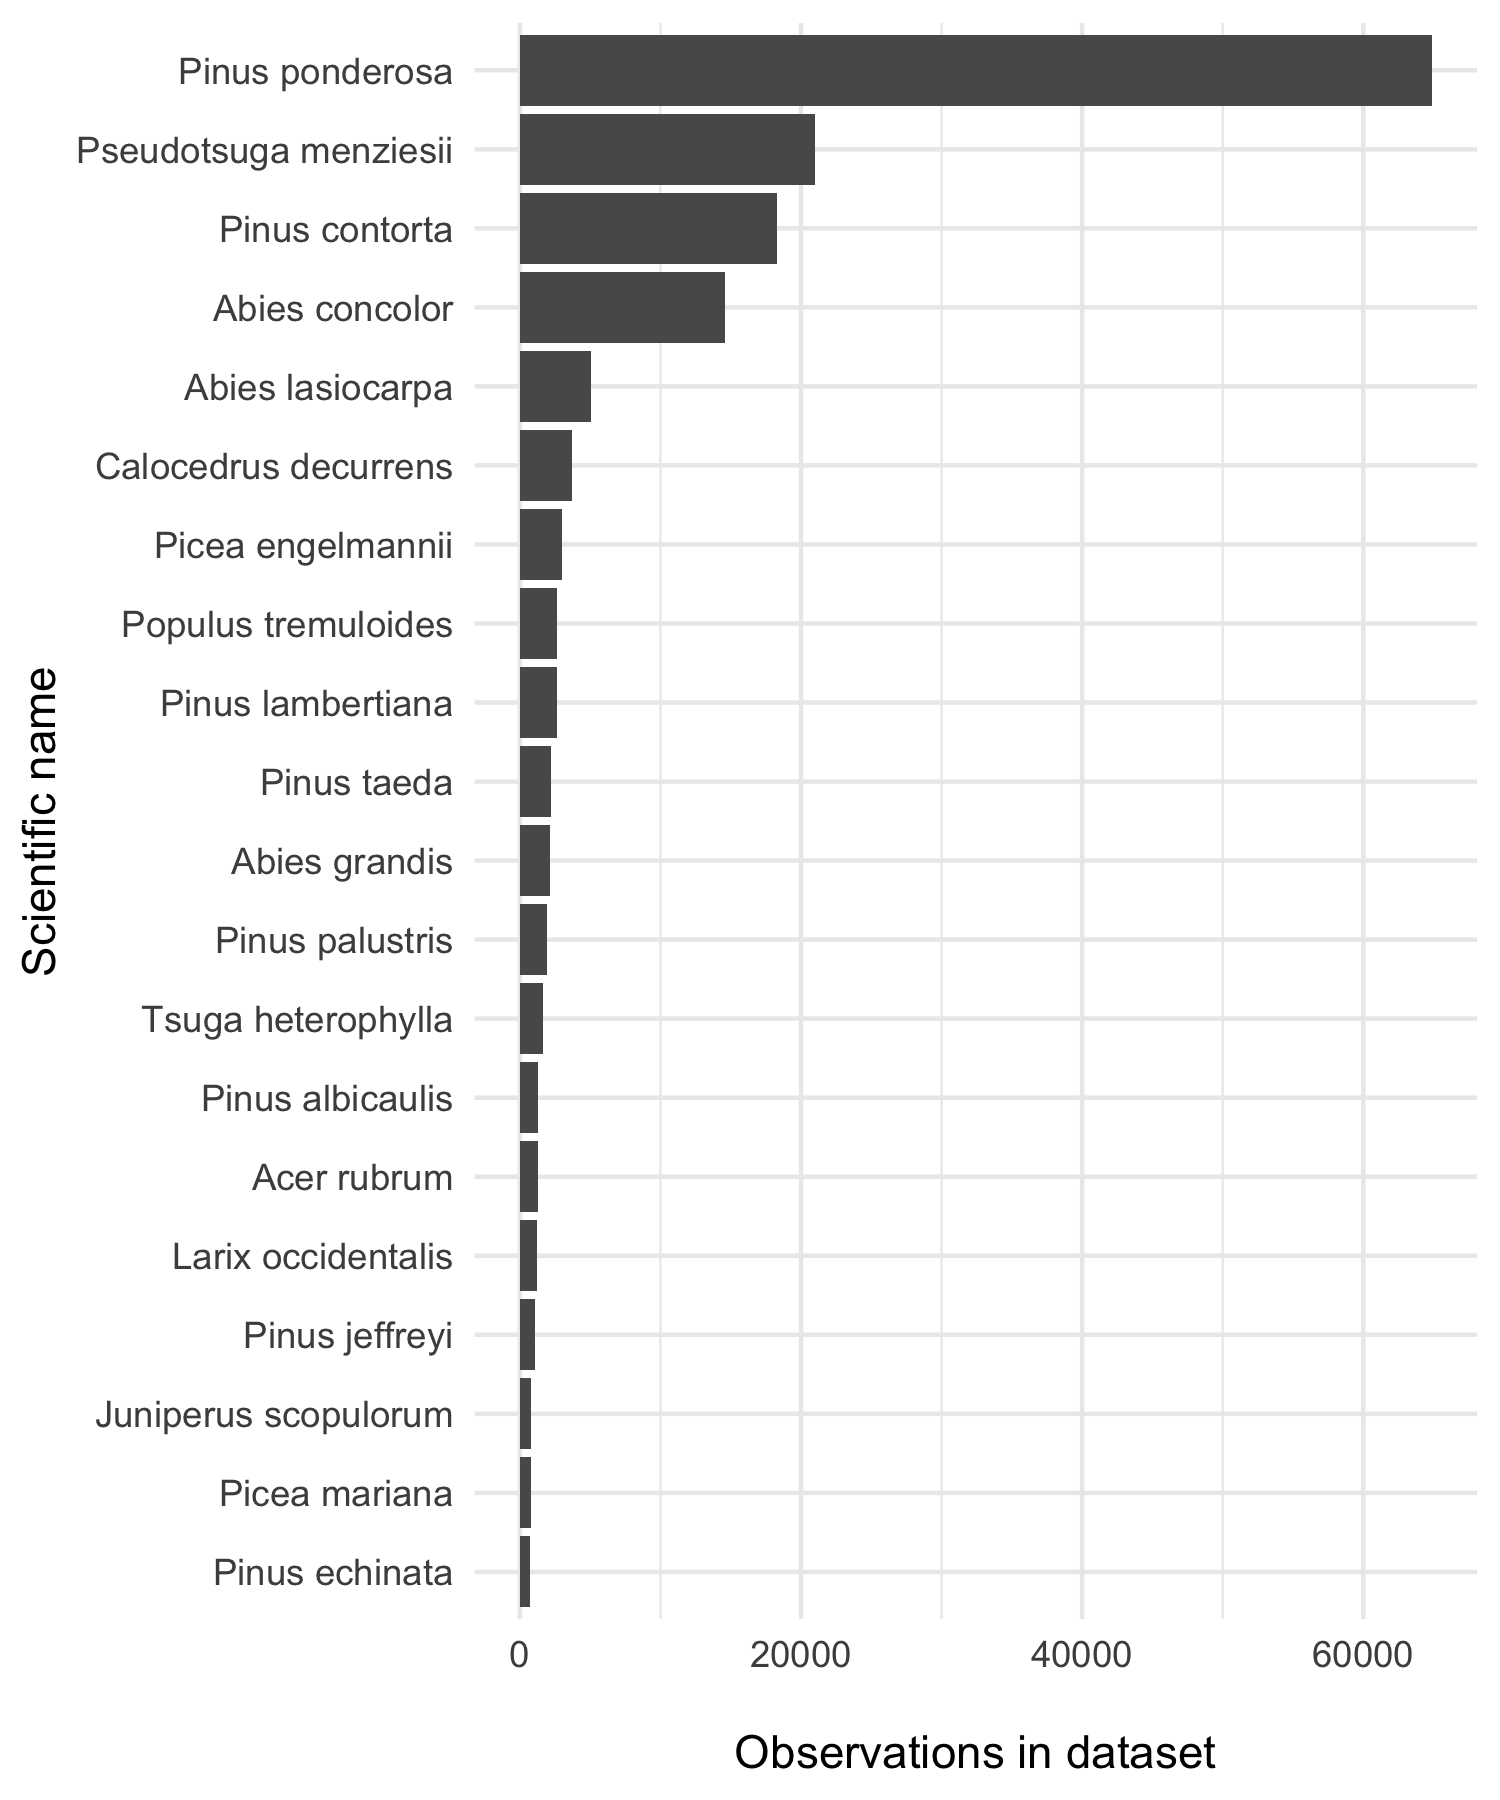 Pinus ponderosa
Pseudotsuga menziesii
Pinus contorta
Abies concolor
Abies lasiocarpa
Calocedrus decurrens
Picea engelmannii
Populus tremuloides
Pinus lambertiana
Pinus taeda
Abies grandis
Pinus palustris
Tsuga heterophylla
Pinus albicaulis
Acer rubrum
Larix occidentalis
Pinus jeffreyi
Juniperus scopulorum
Picea mariana
Pinus echinata
Scientific name
0 20000 40000 60000
Observations in dataset